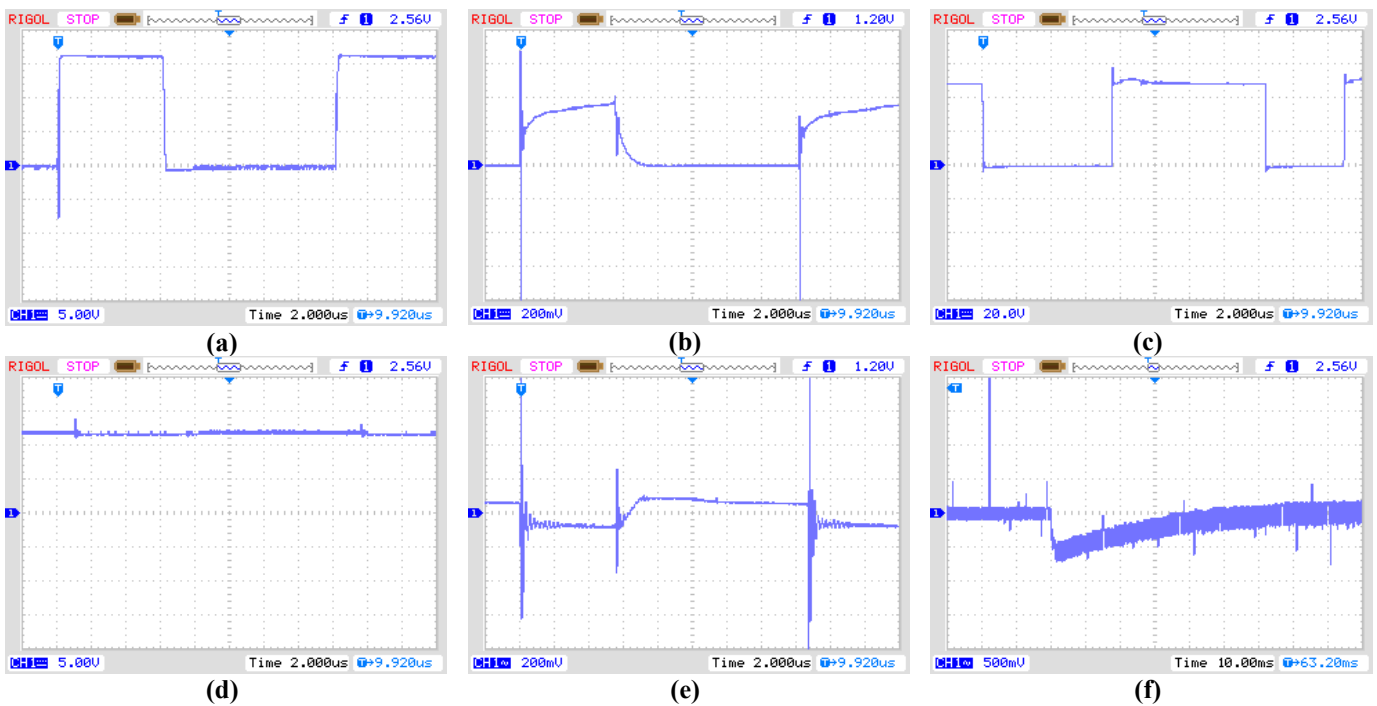 RIGOL STOP T f 1 2.56V
T
1
CH1 5.00V Time 2.000us T→9.920us
(a)
RIGOL STOP T f 1 1.20V
T
1
CH1 200mV Time 2.000us T→9.920us
(b)
RIGOL STOP T f 1 2.56V
T
1
CH1 20.0V Time 2.000us T→9.920us
(c)
RIGOL STOP T f 1 2.56V
T
1
CH1 5.00V Time 2.000us T→9.920us
(d)
RIGOL STOP T f 1 1.20V
T
1
CH1~ 200mV Time 2.000us T→9.920us
(e)
RIGOL STOP T f 1 2.56V
T
1
CH1~ 500mV Time 10.00ms T→63.20ms
(f)